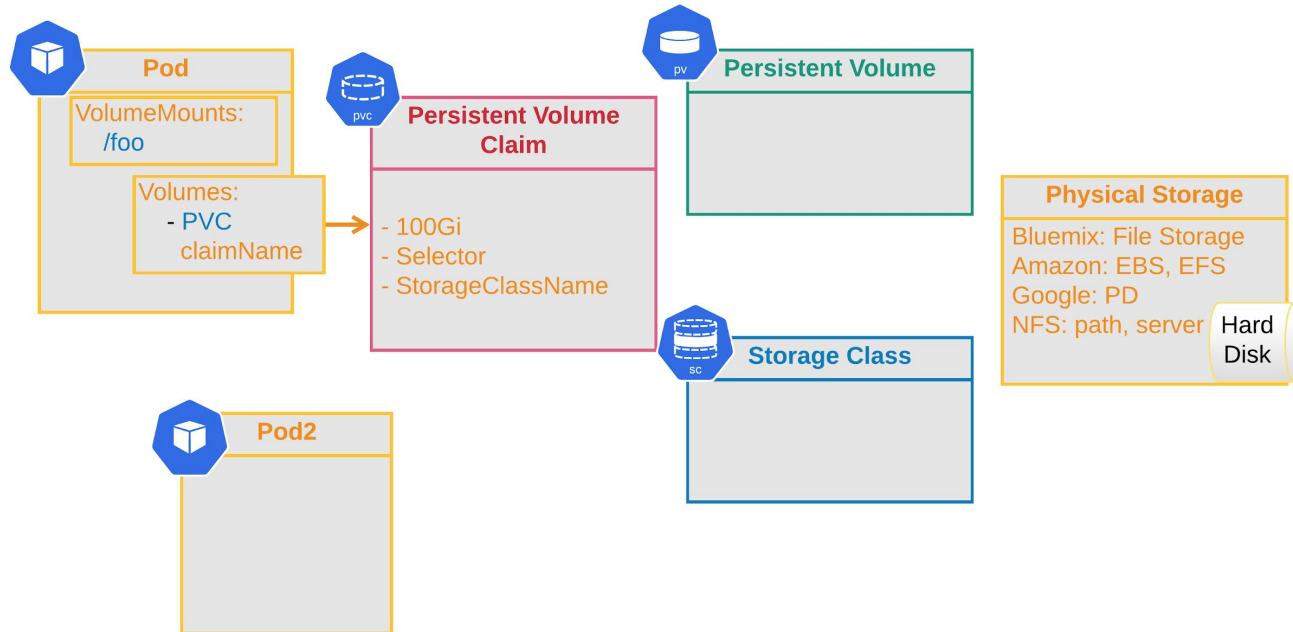 Pod
VolumeMounts:
/foo
Volumes:
- PVC
claimName
pvc
Persistent Volume
Claim
- 100Gi
- Selector
- StorageClassName
pv
Persistent Volume
sc
Storage Class
Physical Storage
Bluemix: File Storage
Amazon: EBS, EFS
Google: PD
NFS: path, server
Hard
Disk
Pod2